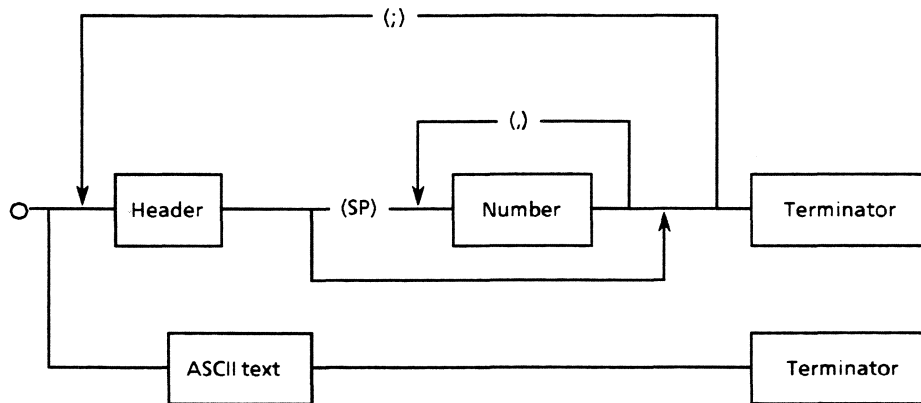 (;)
(,)
Header
(SP)
Number
Terminator
ASCII text
Terminator